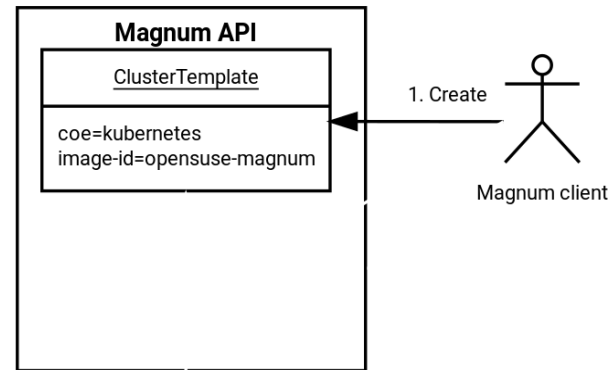 Magnum API
ClusterTemplate
coe=kubernetes
image-id=opensuse-magnum
1. Create
Magnum client